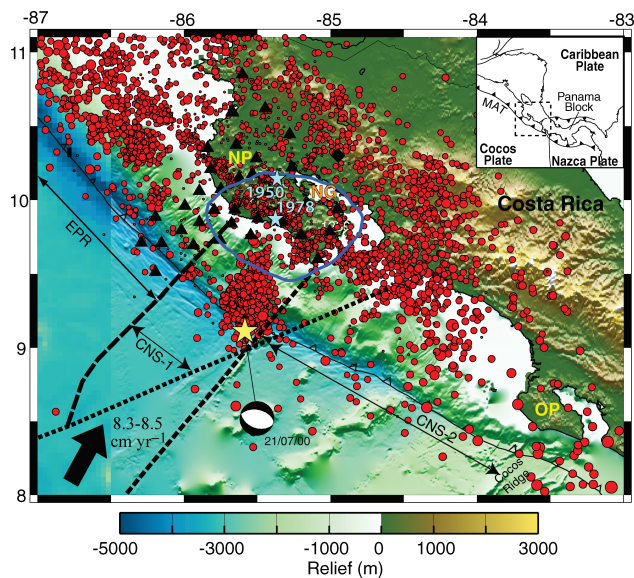 -87
-86
-85
-84
-83
11
10
9
8
Caribbean
Plate
Panama
Block
MAT
Cocos
Plate
Nazca Plate
NP
1950
NG
1978
Costa Rica
EPR
CNS-1
8.3-8.5
cm yr⁻¹
21/07/00
CNS-2
OP
Cocos
Ridge
-5000
-3000
-1000
0
1000
3000
Relief (m)